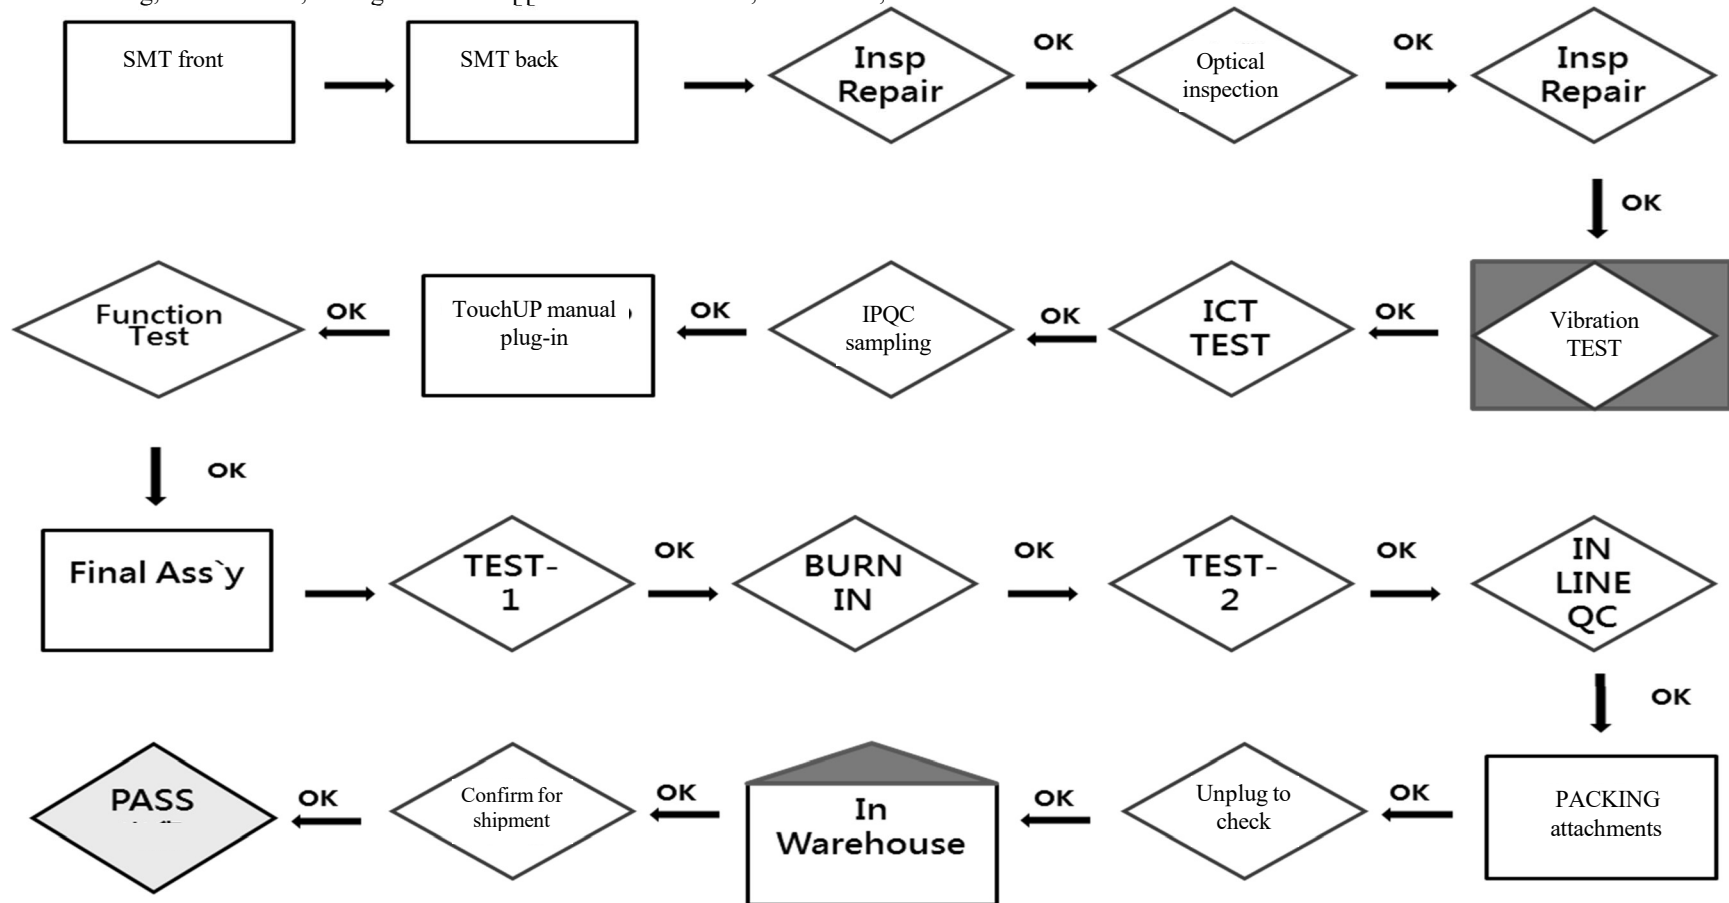 SMT front
SMT back
Insp
Repair
OK
Optical
inspection
OK
Insp
Repair
OK
Function
Test
OK
TouchUP manual
plug-in
OK
IPQC
sampling
OK
ICT
TEST
OK
Vibration
TEST
OK
Final Ass`y
TEST-
1
OK
BURN
IN
OK
TEST-
2
OK
IN
LINE
QC
OK
PASS
OK
Confirm for
shipment
OK
In
Warehouse
OK
Unplug to
check
OK
PACKING
attachments